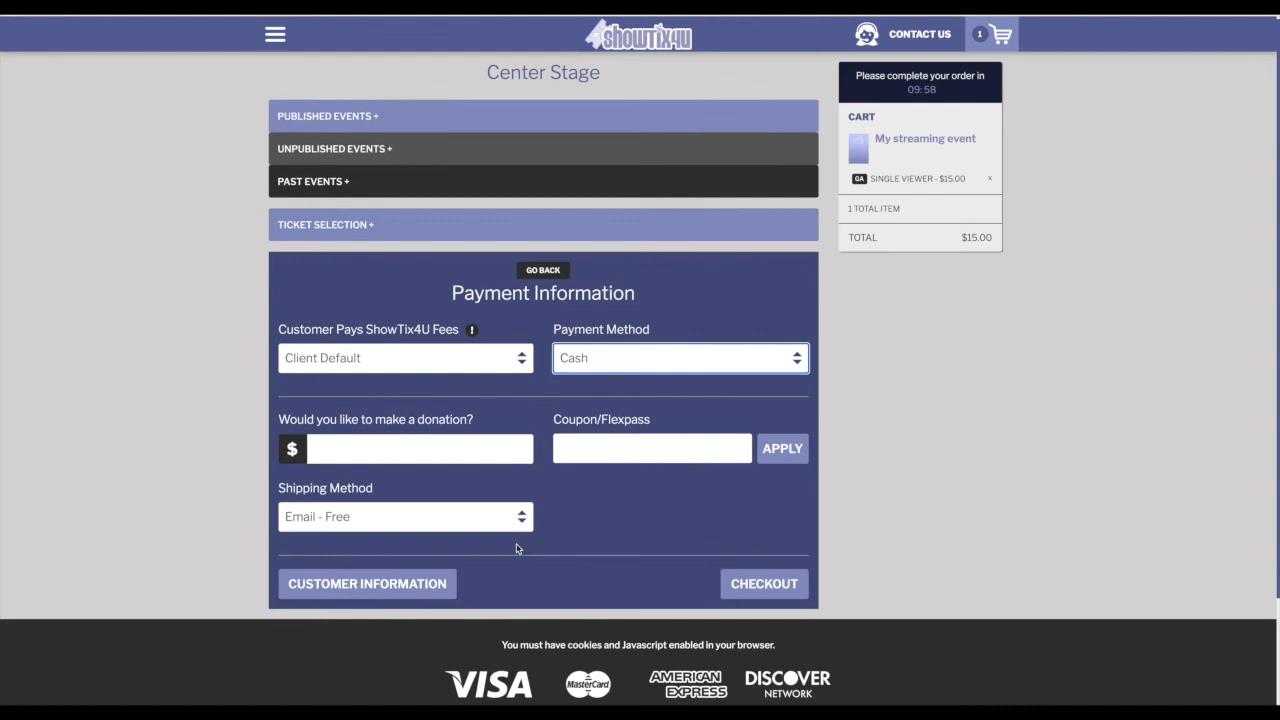 4showtix4u
CONTACT US
1
Center Stage
PUBLISHED EVENTS +
UNPUBLISHED EVENTS +
PAST EVENTS +
TICKET SELECTION +
GO BACK
Payment Information
Customer Pays ShowTix4U Fees !
Payment Method
Client Default
Cash
Would you like to make a donation?
Coupon/Flexpass
$
APPLY
Shipping Method
Email - Free
CUSTOMER INFORMATION
CHECKOUT
Please complete your order in
09: 58
CART
My streaming event
GA SINGLE VIEWER - $15.00 x
1 TOTAL ITEM
TOTAL $15.00
You must have cookies and Javascript enabled in your browser.
VISA MasterCard AMERICAN EXPRESS DISCOVER NETWORK